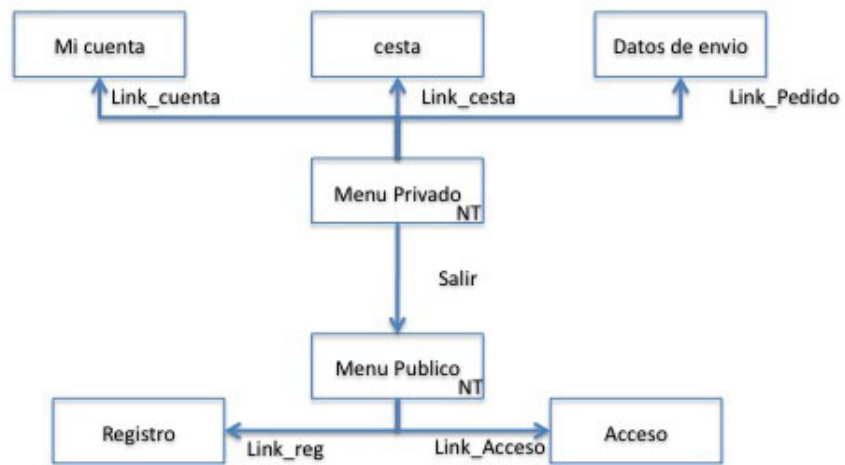 Mi cuenta
cesta
Datos de envio
Link_cuenta
Link_cesta
Link_Pedido
Menu Privado
NT
Salir
Menu Publico
NT
Registro
Link_reg
Link_Acceso
Acceso